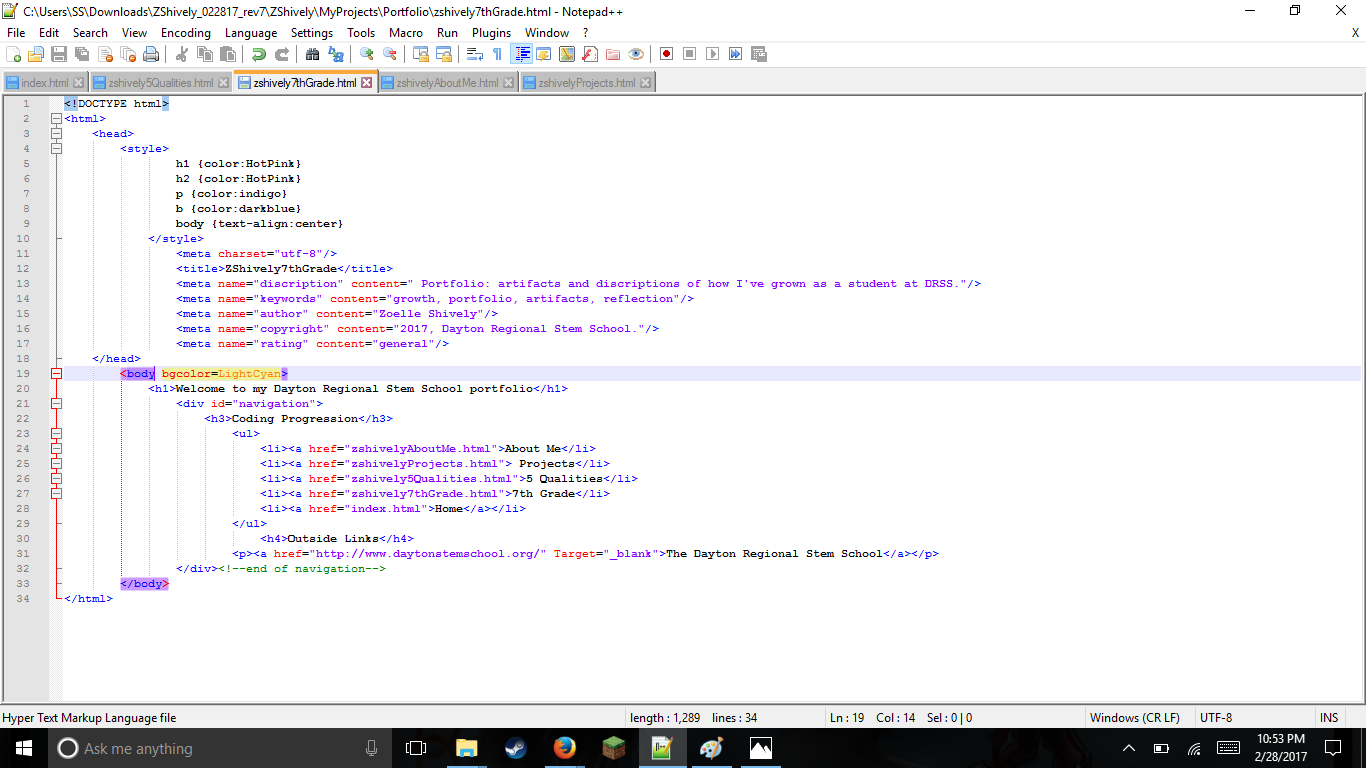 C:\Users\SS\Downloads\ZShively_022817_rev7\ZShively\MyProjects\Portfolio\zshively7thGrade.html - Notepad++
File Edit Search View Encoding Language Settings Tools Macro Run Plugins Window ? X
index.html zshively5Qualities.html zshively7thGrade.html zshivelyAboutMe.html zshivelyProjects.html
1 <!DOCTYPE html>
2 <html>
3 <head>
4 <style>
5 h1 {color:HotPink}
6 h2 {color:HotPink}
7 p {color:indigo}
8 b {color:darkblue}
9 body {text-align:center}
10 </style>
11 <meta charset="utf-8"/>
12 <title>ZShively7thGrade</title>
13 <meta name="discription" content=" Portfolio: artifacts and discriptions of how I've grown as a student at DRSS."/>
14 <meta name="keywords" content="growth, portfolio, artifacts, reflection"/>
15 <meta name="author" content="Zoelle Shively"/>
16 <meta name="copyright" content="2017, Dayton Regional Stem School."/>
17 <meta name="rating" content="general"/>
18 </head>
19 <body bgcolor=LightCyan>
20 <h1>Welcome to my Dayton Regional Stem School portfolio</h1>
21 <div id="navigation">
22 <h3>Coding Progression</h3>
23 <ul>
24 <li><a href="zshivelyAboutMe.html">About Me</li>
25 <li><a href="zshivelyProjects.html"> Projects</li>
26 <li><a href="zshively5Qualities.html">5 Qualities</li>
27 <li><a href="zshively7thGrade.html">7th Grade</li>
28 <li><a href="index.html">Home</a></li>
29 </ul>
30 <h4>Outside Links</h4>
31 <p><a href="http://www.daytonstemschool.org/" Target="_blank">The Dayton Regional Stem School</a></p>
32 </div><!--end of navigation-->
33 </body>
34 </html>
Hyper Text Markup Language file length : 1,289 lines : 34 Ln : 19 Col : 14 Sel : 0 | 0 Windows (CR LF) UTF-8 INS
Ask me anything
10:53 PM
2/28/2017